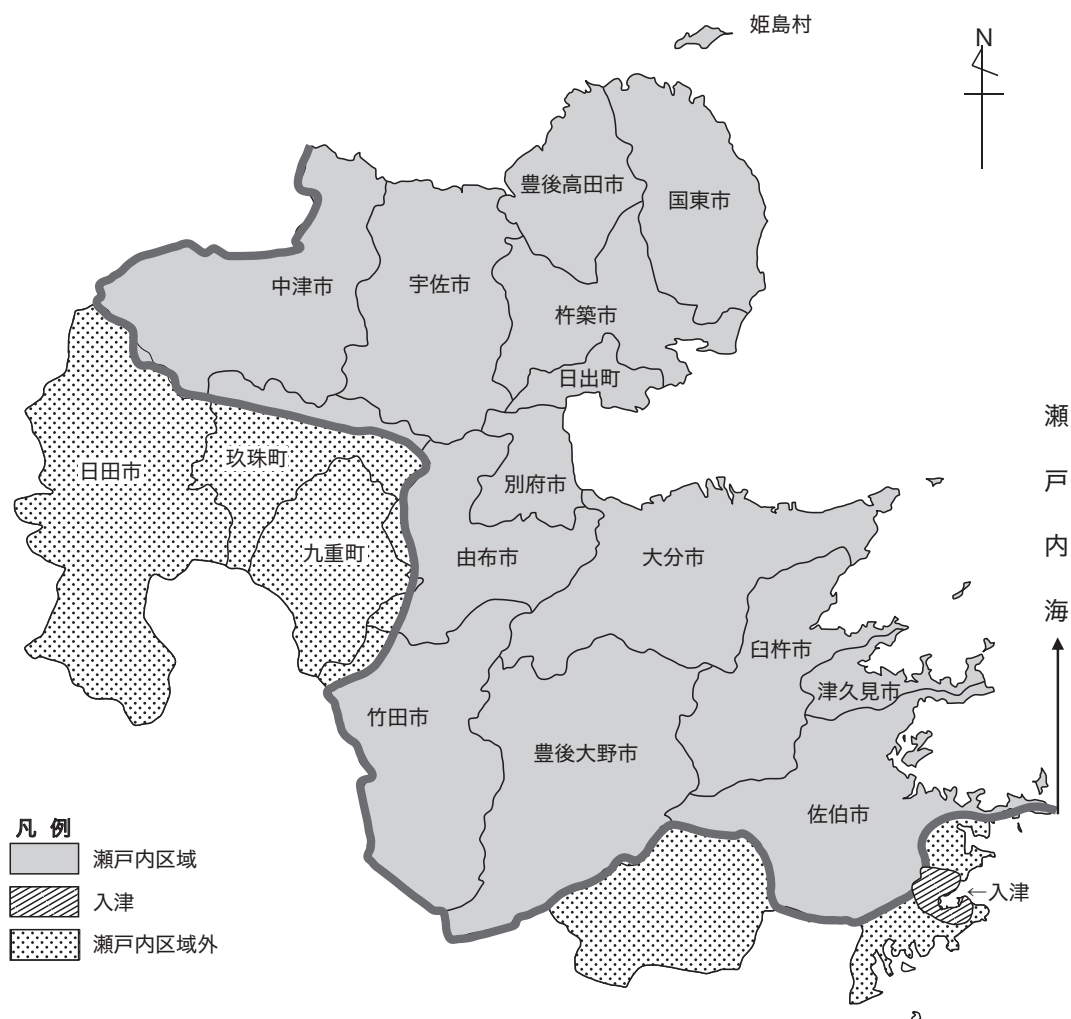 姫島村
N
豊後高田市
国東市
中津市
宇佐市
杵築市
日出町
瀬戸内海
日田市
玖珠町
別府市
九重町
由布市
大分市
臼杵市
津久見市
竹田市
豊後大野市
佐伯市
凡例
瀬戸内区域
入津
瀬戸内区域外
←入津